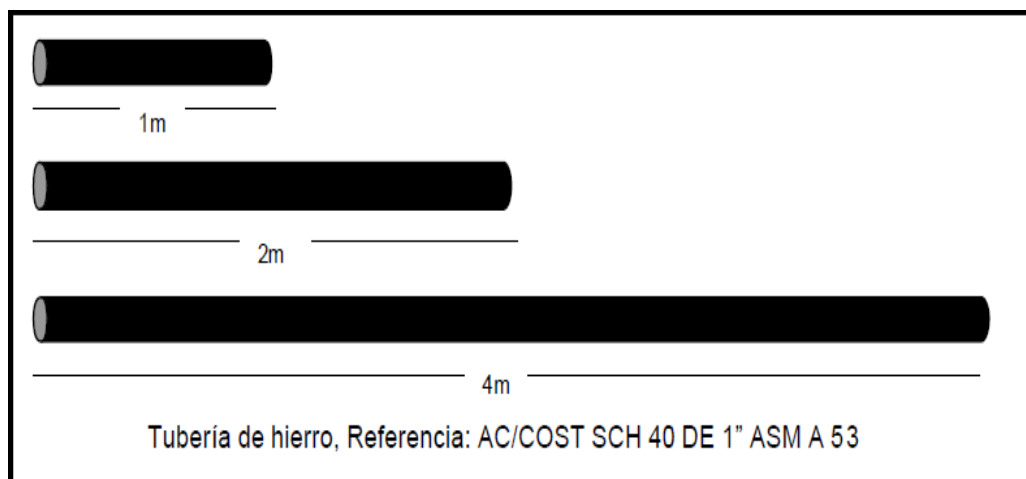 1m
2m
4m
Tubería de hierro, Referencia: AC/COST SCH 40 DE 1” ASM A 53